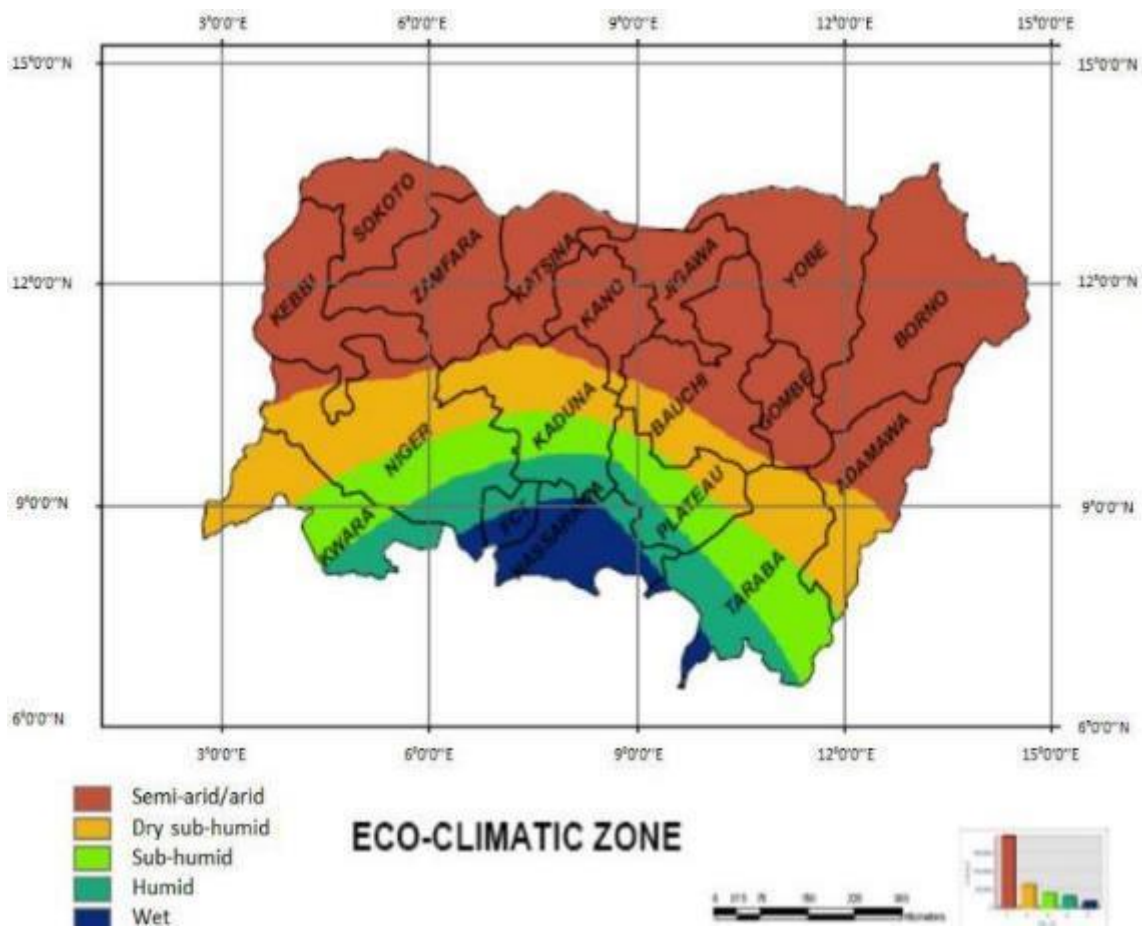 3°0'0"E 6°0'0"E 9°0'0"E 12°0'0"E 15°0'0"E
15°0'0"N 15°0'0"N
SOKOTO
ZAMFARA
KATSINA
KANO
JIGAWA
YOBE
BORNO
KEBBI
12°0'0"N 12°0'0"N
BAUCHI
GOMBE
ADAMAWA
NIGER
KADUNA
PLATEAU
9°0'0"N 9°0'0"N
KWARA
FCT
NASSARAWA
TARABA
6°0'0"N 6°0'0"N
3°0'0"E 6°0'0"E 9°0'0"E 12°0'0"E 15°0'0"E
Semi-arid/arid
Dry sub-humid
Sub-humid
Humid
Wet
ECO-CLIMATIC ZONE